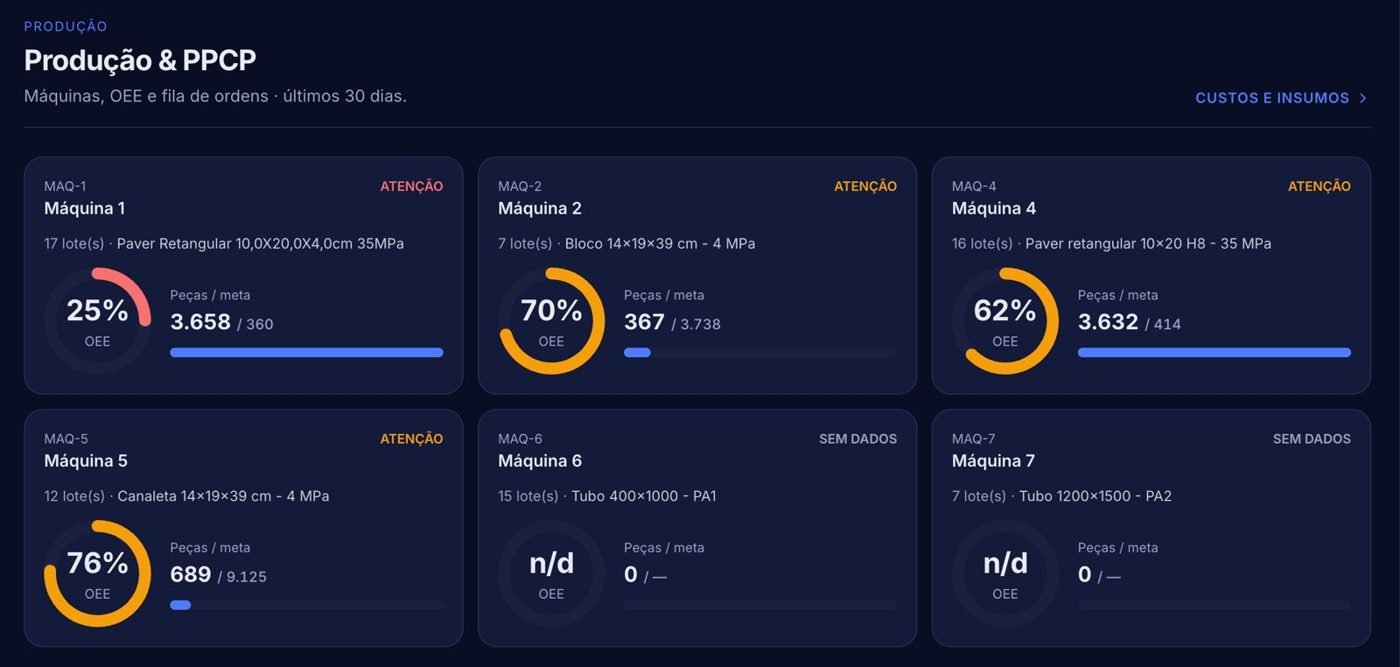 PRODUÇÃO
Produção & PPCP
Máquinas, OEE e fila de ordens · últimos 30 dias.
CUSTOS E INSUMOS >
MAQ-1
ATENÇÃO
Máquina 1
17 lote(s) · Paver Retangular 10,0X20,0X4,0cm 35MPa
25%
OEE
Peças / meta
3.658 / 360
MAQ-2
ATENÇÃO
Máquina 2
7 lote(s) · Bloco 14×19×39 cm - 4 MPa
70%
OEE
Peças / meta
367 / 3.738
MAQ-4
ATENÇÃO
Máquina 4
16 lote(s) · Paver retangular 10×20 H8 - 35 MPa
62%
OEE
Peças / meta
3.632 / 414
MAQ-5
ATENÇÃO
Máquina 5
12 lote(s) · Canaleta 14×19×39 cm - 4 MPa
76%
OEE
Peças / meta
689 / 9.125
MAQ-6
SEM DADOS
Máquina 6
15 lote(s) · Tubo 400×1000 - PA1
n/d
OEE
Peças / meta
0 / —
MAQ-7
SEM DADOS
Máquina 7
7 lote(s) · Tubo 1200×1500 - PA2
n/d
OEE
Peças / meta
0 / —